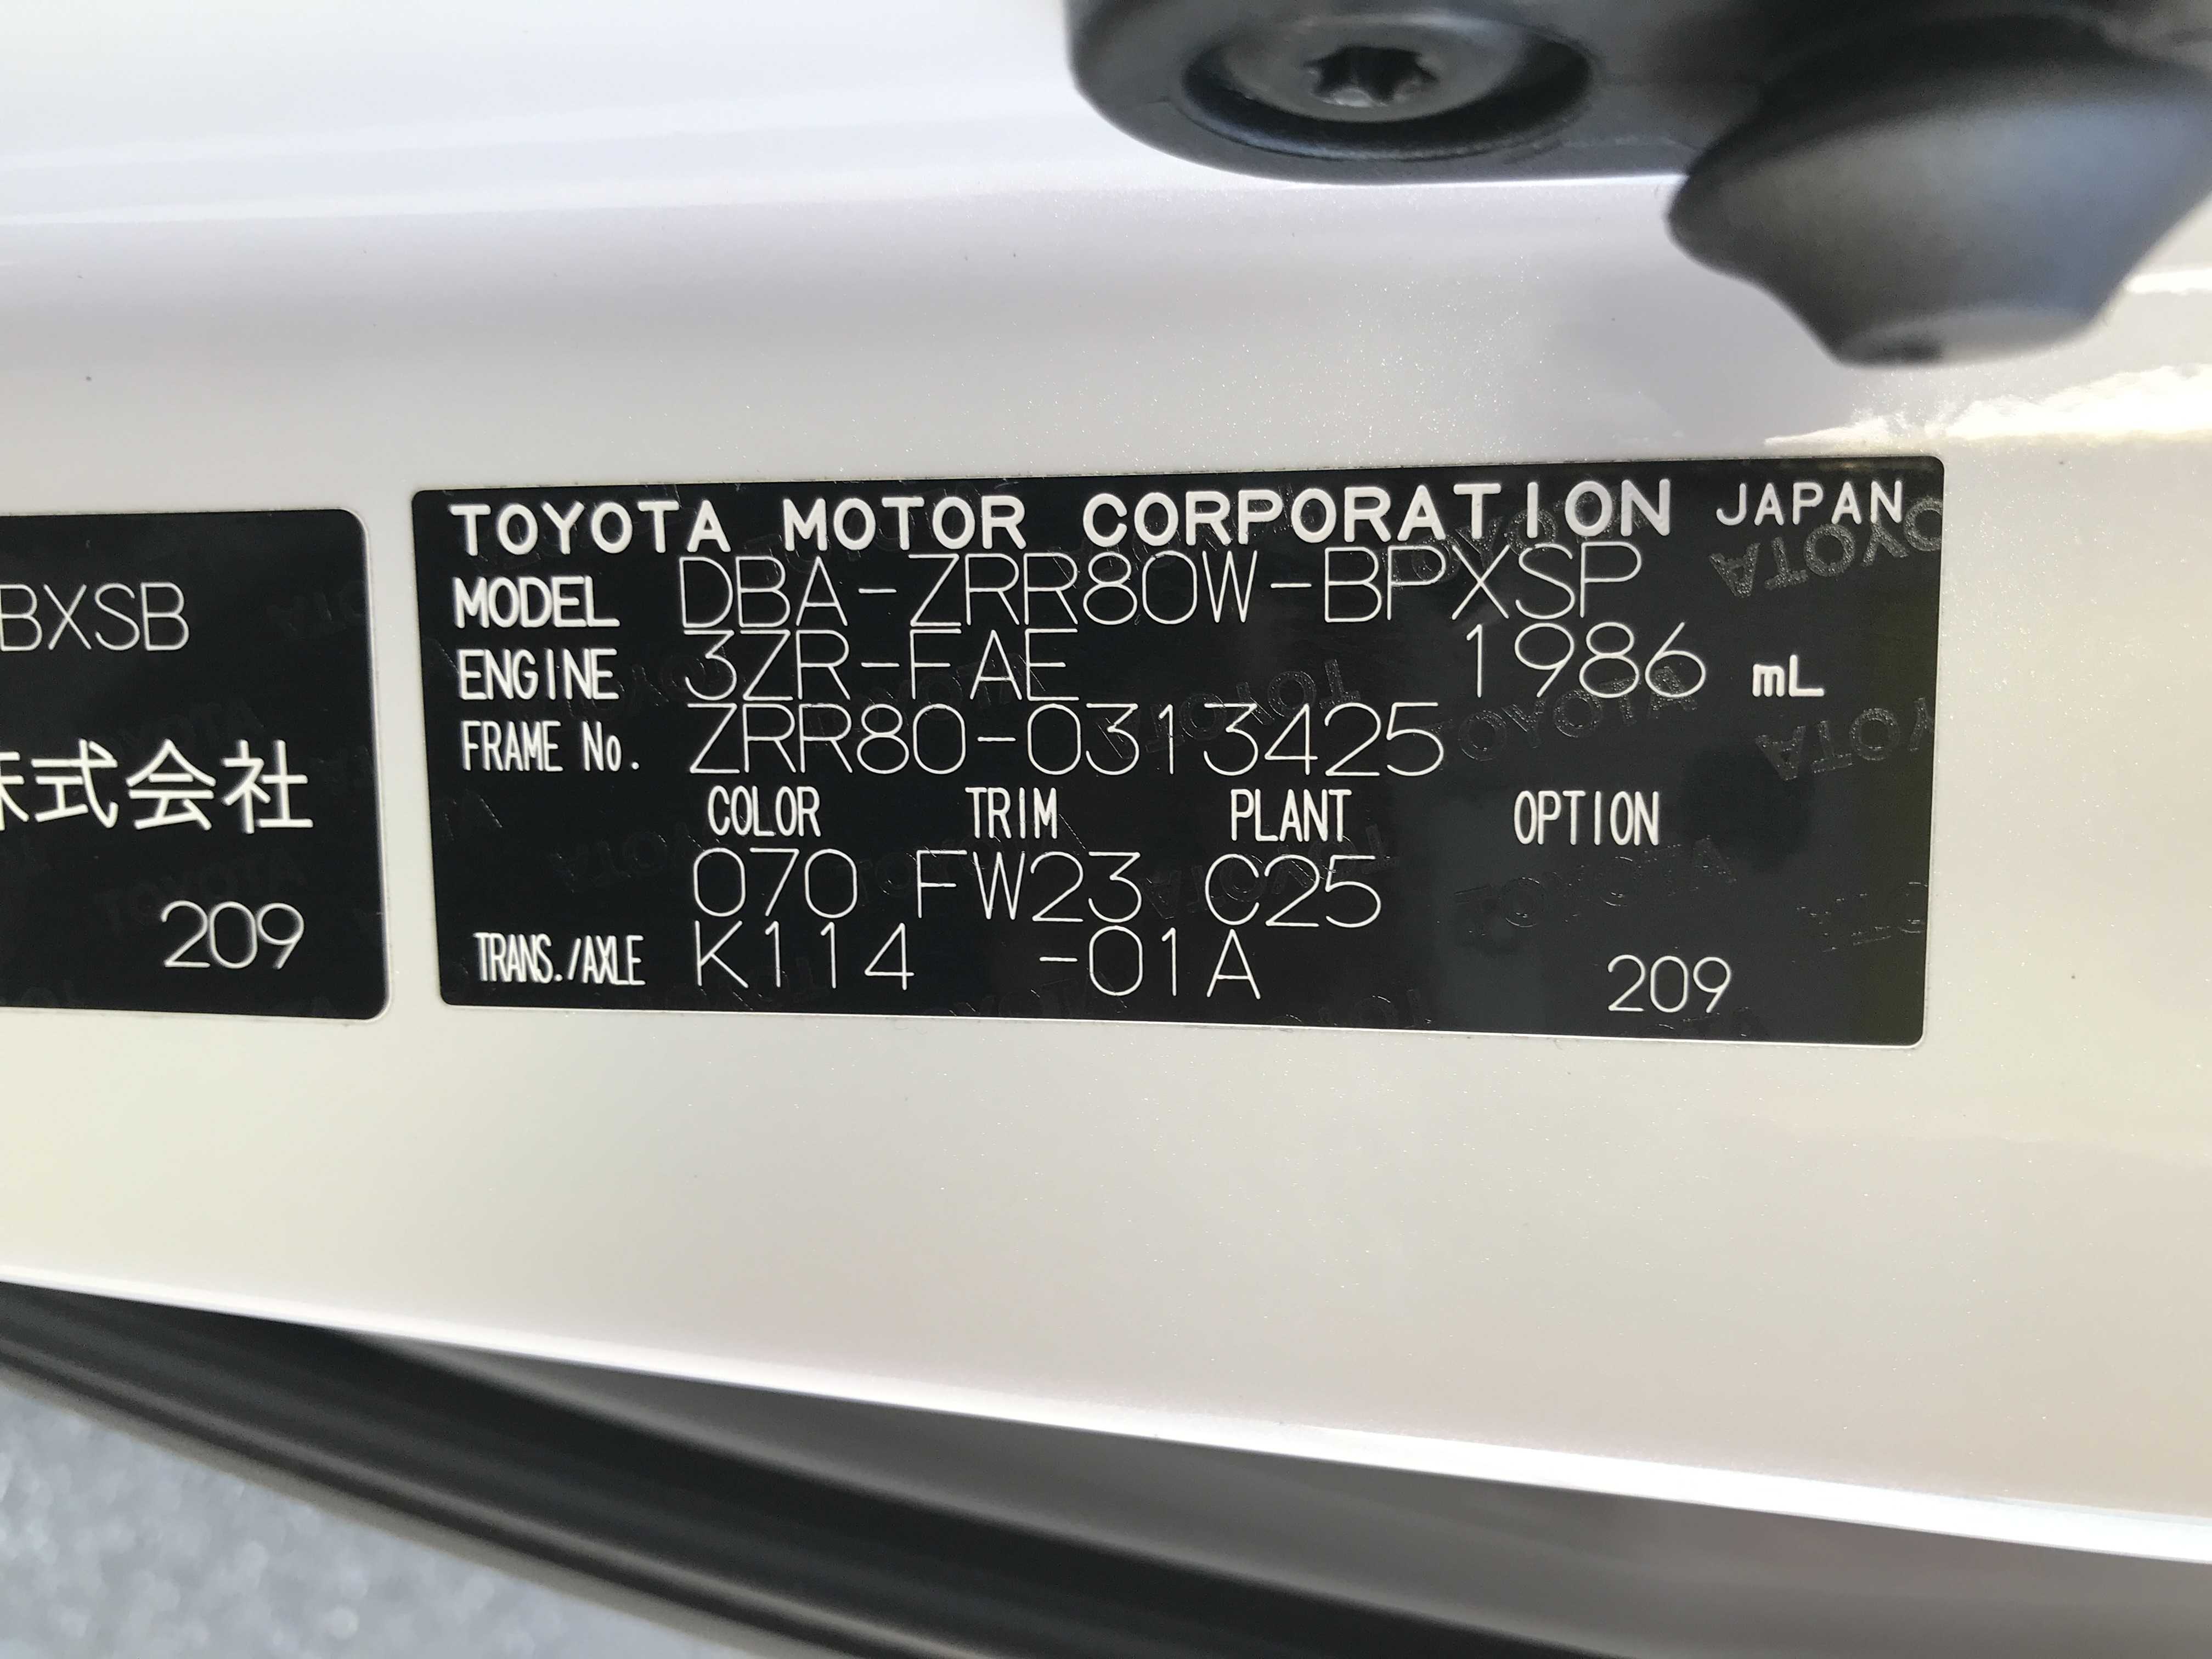 BXSB
式会社
209
TOYOTA MOTOR CORPORATION JAPAN
MODEL DBA-ZRR80W-BPXSP
ENGINE 3ZR-FAE 1986 mL
FRAME No. ZRR80-0313425
COLOR TRIM PLANT OPTION
070 FW23 C25
TRANS./AXLE K114 -01A 209